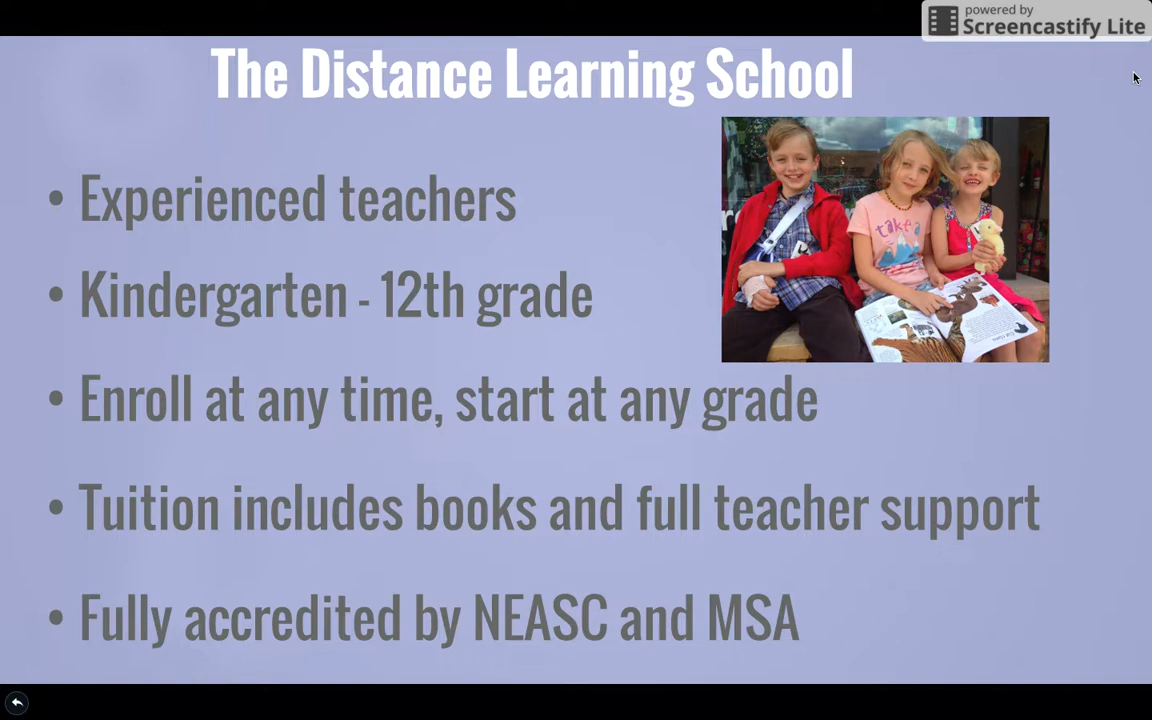 powered by
Screencastify Lite
The Distance Learning School
• Experienced teachers
• Kindergarten - 12th grade
• Enroll at any time, start at any grade
• Tuition includes books and full teacher support
• Fully accredited by NEASC and MSA
take a